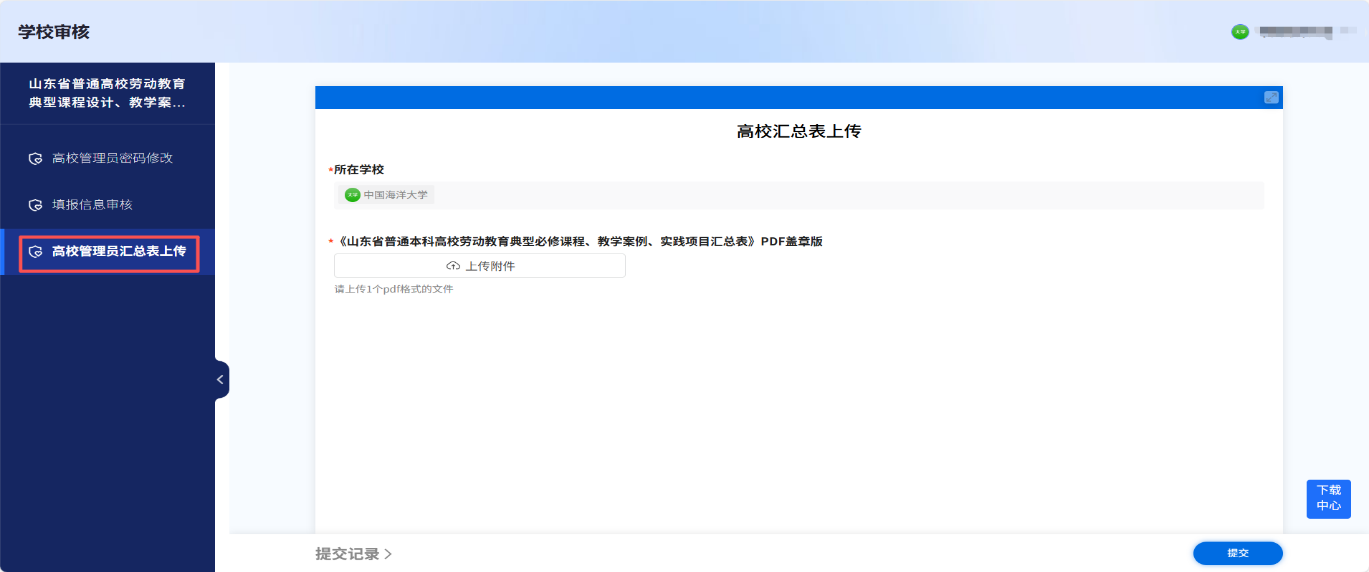 学校审核
山东省普通高校劳动教育
典型课程设计、教学案...
高校管理员密码修改
填报信息审核
高校管理员汇总表上传
高校汇总表上传
*所在学校
大学 中国海洋大学
*《山东省普通本科高校劳动教育典型必修课程、教学案例、实践项目汇总表》PDF盖章版
上传附件
请上传1个pdf格式的文件
下载
中心
提交记录 >
提交